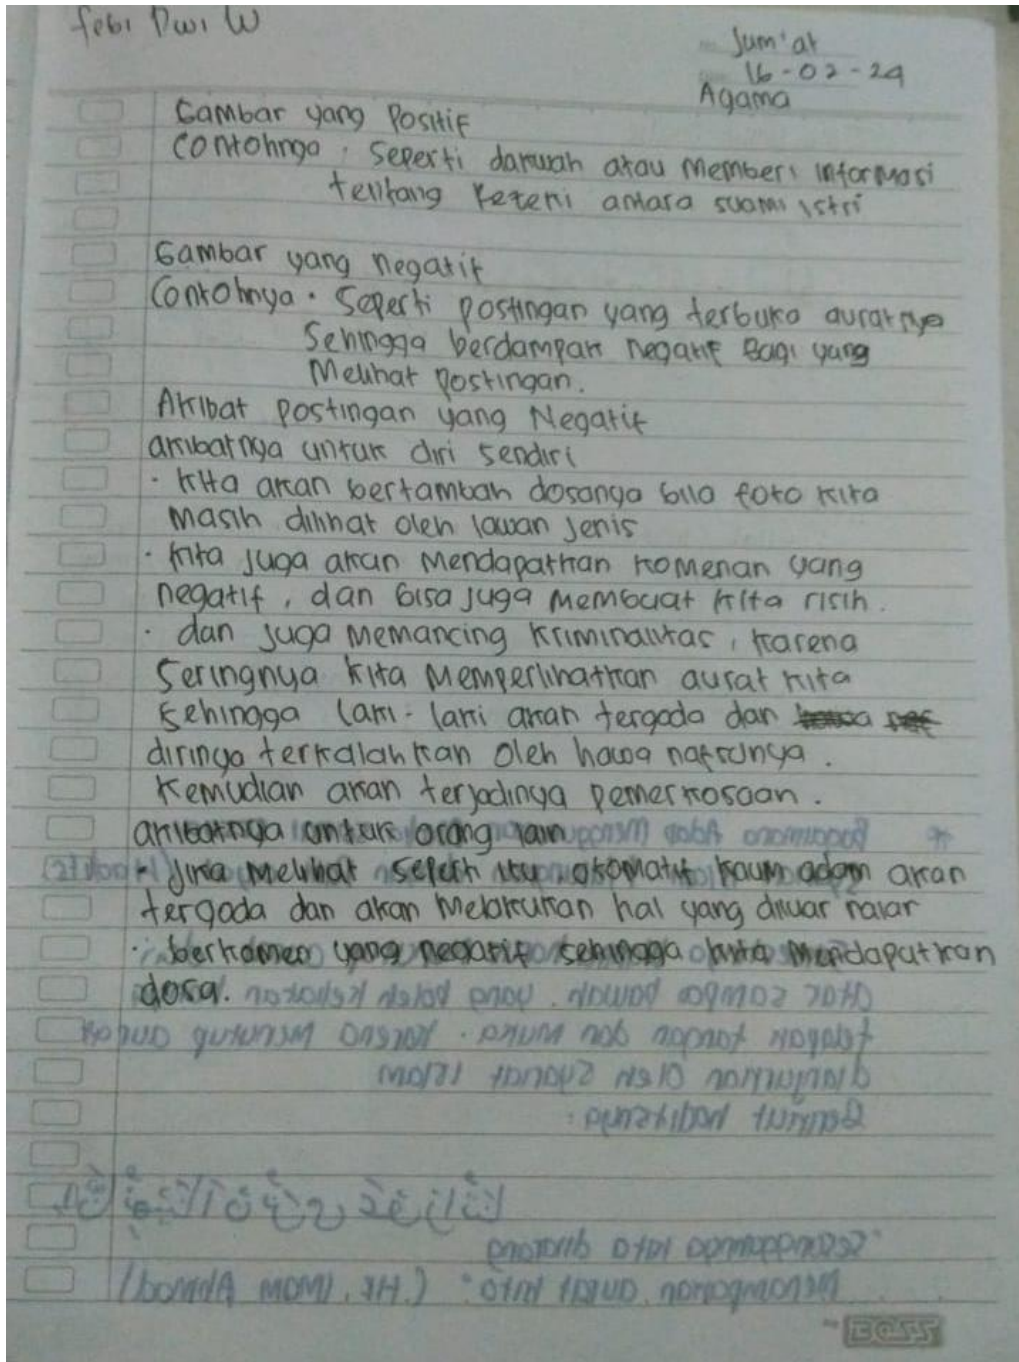 febi Dwi W
Jum'at
16-02-24
Agama
Gambar yang Positif
Contohnya : Seperti dakwah atau Memberi informasi
tentang antara suami istri
Gambar yang negatif
Contohnya : Seperti postingan yang terbuka auratnya
Sehingga berdampak negatif Bagi yang
Melihat Postingan.
Akibat Postingan yang Negatif
akibatnya untuk diri sendiri
· kita akan bertambah dosanya bila foto kita
Masih dilihat oleh lawan Jenis
· kita juga akan Mendapatkan komenan yang
negatif, dan bisa juga Membuat kita risih.
· dan juga Memancing Kriminalitas, karena
Seringnya kita Memperlihatkan aurat kita
Sehingga laki-laki akan tergoda dan
dirinya terkalahkan oleh hawa nafsunya.
Kemudian akan terjadinya Pemerkosaan.
akibatnya untuk orang lain
· Jika Melihat seperti itu otomatis kaum adam akan
tergoda dan akan Melakukan hal yang diluar nalar
· berkomen yang negatif sehingga kita Mendapatkan
dosa.
BOSS